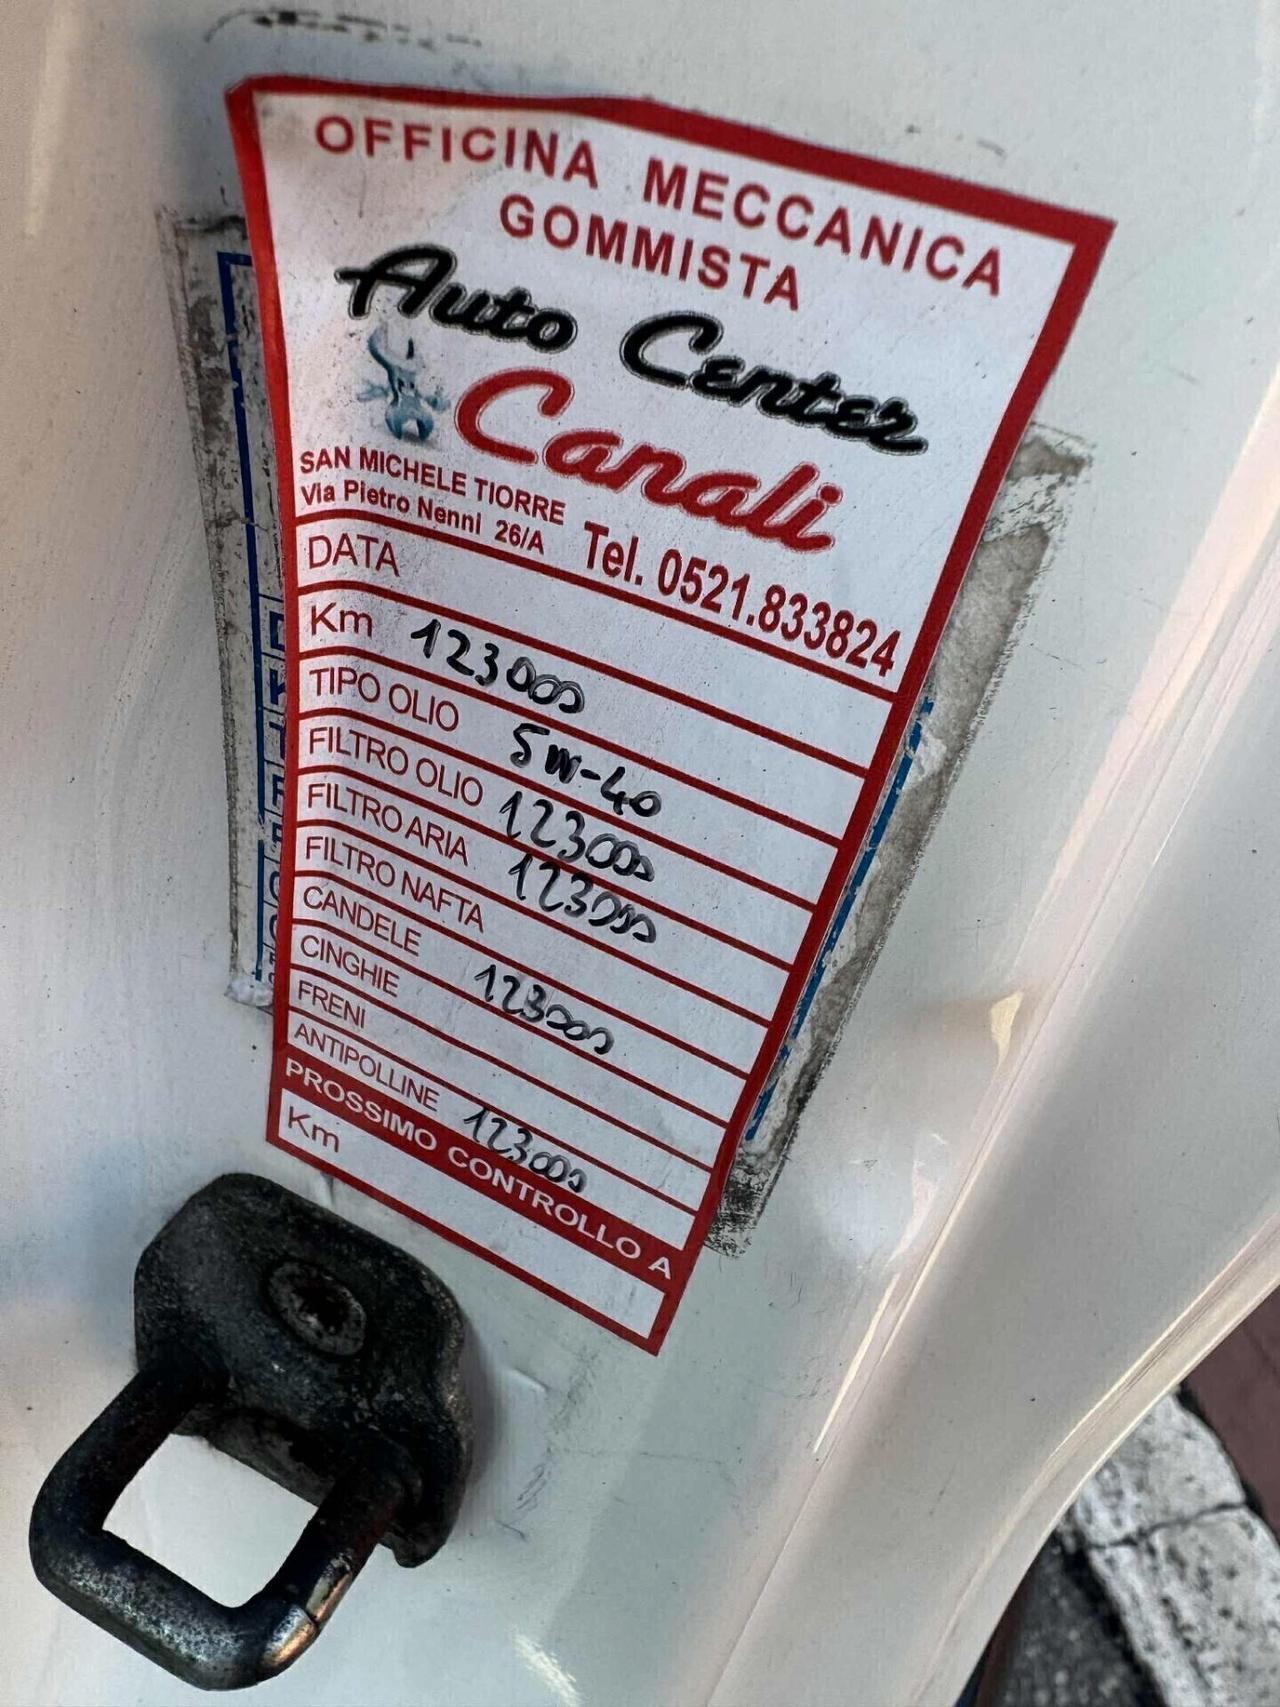 OFFICINA MECCANICA
GOMMISTA
Auto Center
Canali
SAN MICHELE TIORRE
Via Pietro Nenni 26/A
Tel. 0521.833824
DATA
Km 123000
TIPO OLIO 5W-40
FILTRO OLIO 123000
FILTRO ARIA 123000
FILTRO NAFTA
CANDELE 123000
CINGHIE
FRENI
ANTIPOLLINE 123000
PROSSIMO CONTROLLO A
Km